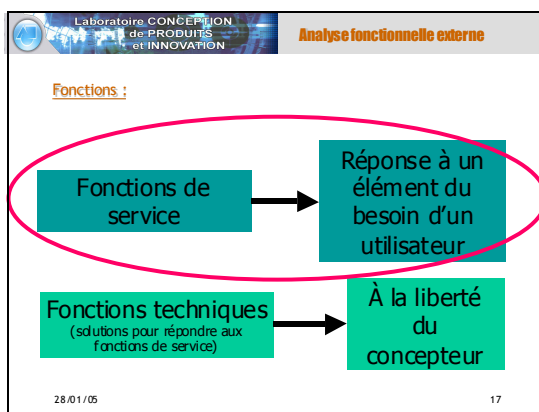 Laboratoire CONCEPTION
de PRODUITS
et INNOVATION
Analyse fonctionnelle externe
Fonctions :
Fonctions de
service
Réponse à un
élément du
besoin d’un
utilisateur
Fonctions techniques
(solutions pour répondre aux
fonctions de service)
À la liberté
du
concepteur
28/01/05
17